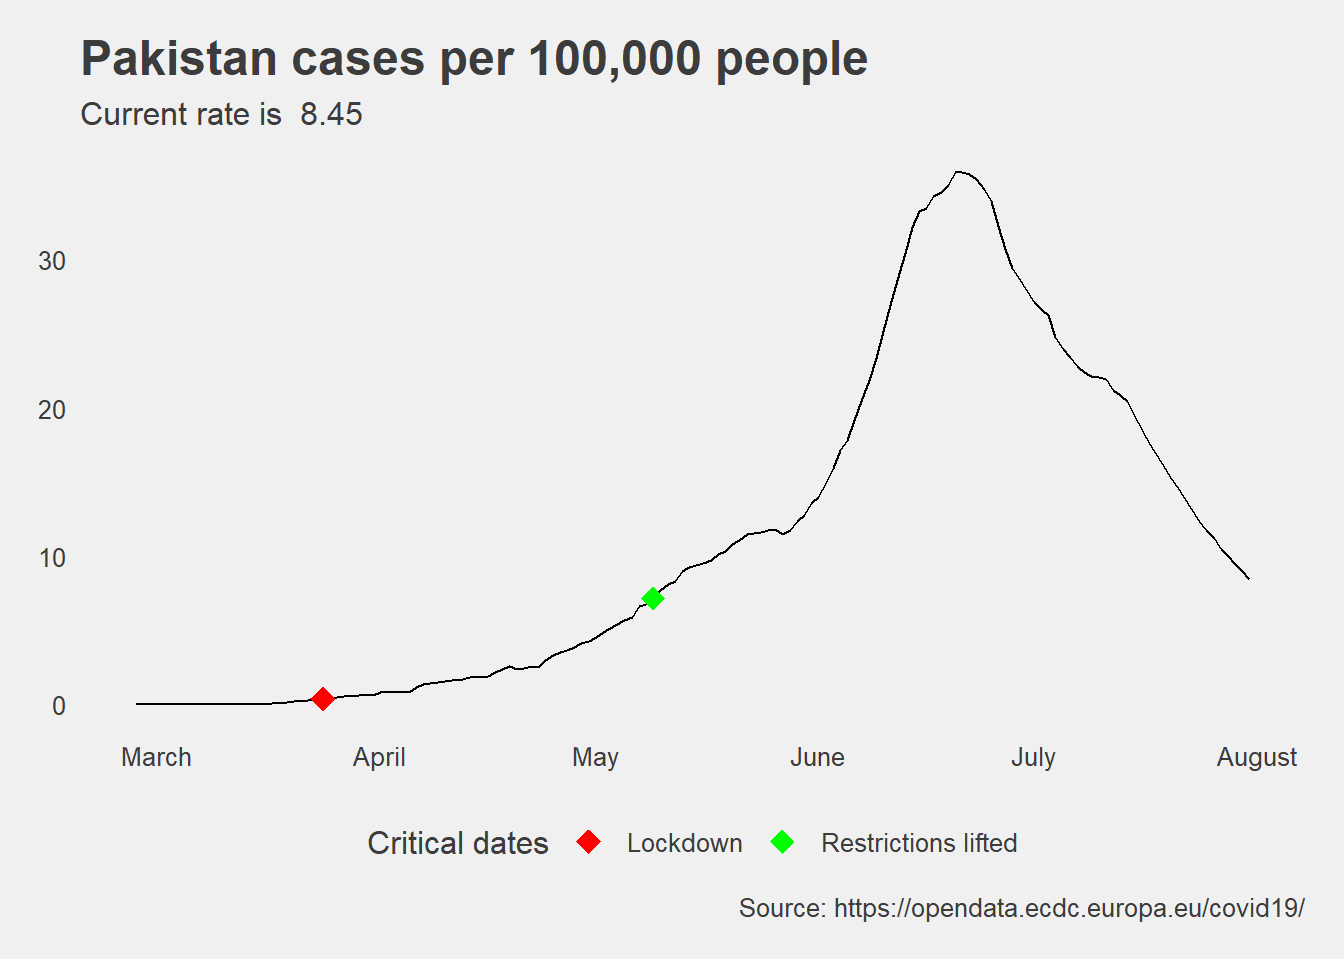 Pakistan cases per 100,000 people
Current rate is  8.45
30
20
10
0
March April May June July August
Critical dates Lockdown Restrictions lifted
Source: https://opendata.ecdc.europa.eu/covid19/